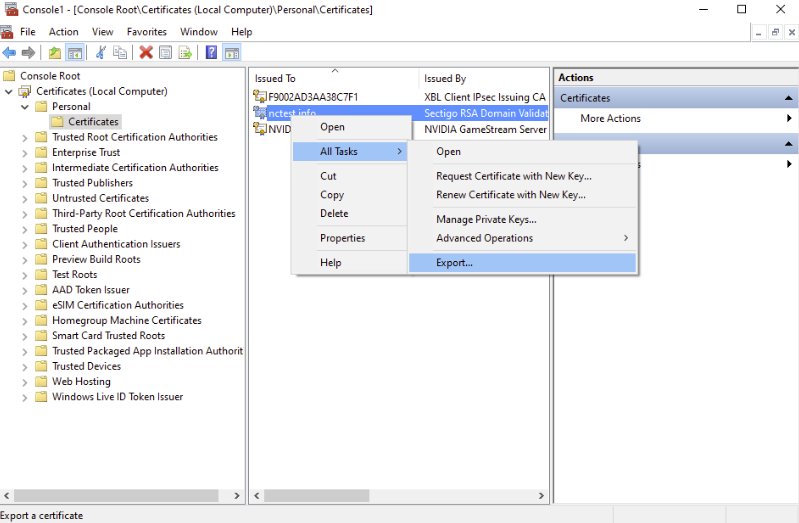 Console1 - [Console Root\Certificates (Local Computer)\Personal\Certificates]
File Action View Favorites Window Help
Console Root
Certificates (Local Computer)
Personal
Certificates
Trusted Root Certification Authorities
Enterprise Trust
Intermediate Certification Authorities
Trusted Publishers
Untrusted Certificates
Third-Party Root Certification Authorities
Trusted People
Client Authentication Issuers
Preview Build Roots
Test Roots
AAD Token Issuer
eSIM Certification Authorities
Homegroup Machine Certificates
Smart Card Trusted Roots
Trusted Packaged App Installation Authorit
Trusted Devices
Web Hosting
Windows Live ID Token Issuer
Issued To Issued By
F9002AD3AA38C7F1 XBL Client IPsec Issuing CA
nctest.info Sectigo RSA Domain Validat
NVID NVIDIA GameStream Server
Open
All Tasks
Cut
Copy
Delete
Properties
Help
Open
Request Certificate with New Key...
Renew Certificate with New Key...
Manage Private Keys...
Advanced Operations
Export...
Actions
Certificates
More Actions
s
Export a certificate